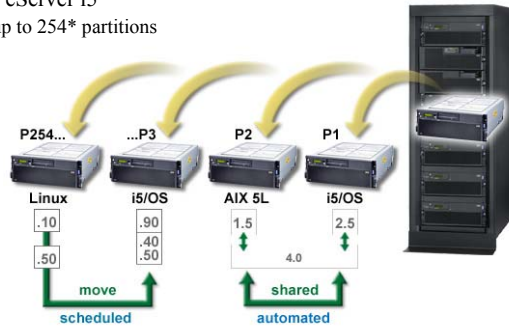 eServer i5
up to 254* partitions
P254... ...P3 P2 P1
Linux i5/OS AIX 5L i5/OS
.10 .90 1.5 2.5
.40
.50 .50 4.0
move shared
scheduled automated